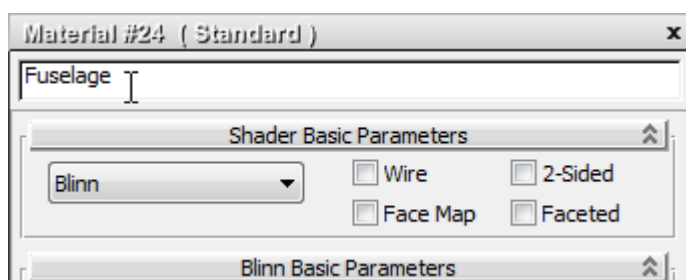 Material #24 ( Standard )
x
Fuselage
Shader Basic Parameters
Blinn
Wire
2-Sided
Face Map
Faceted
Blinn Basic Parameters